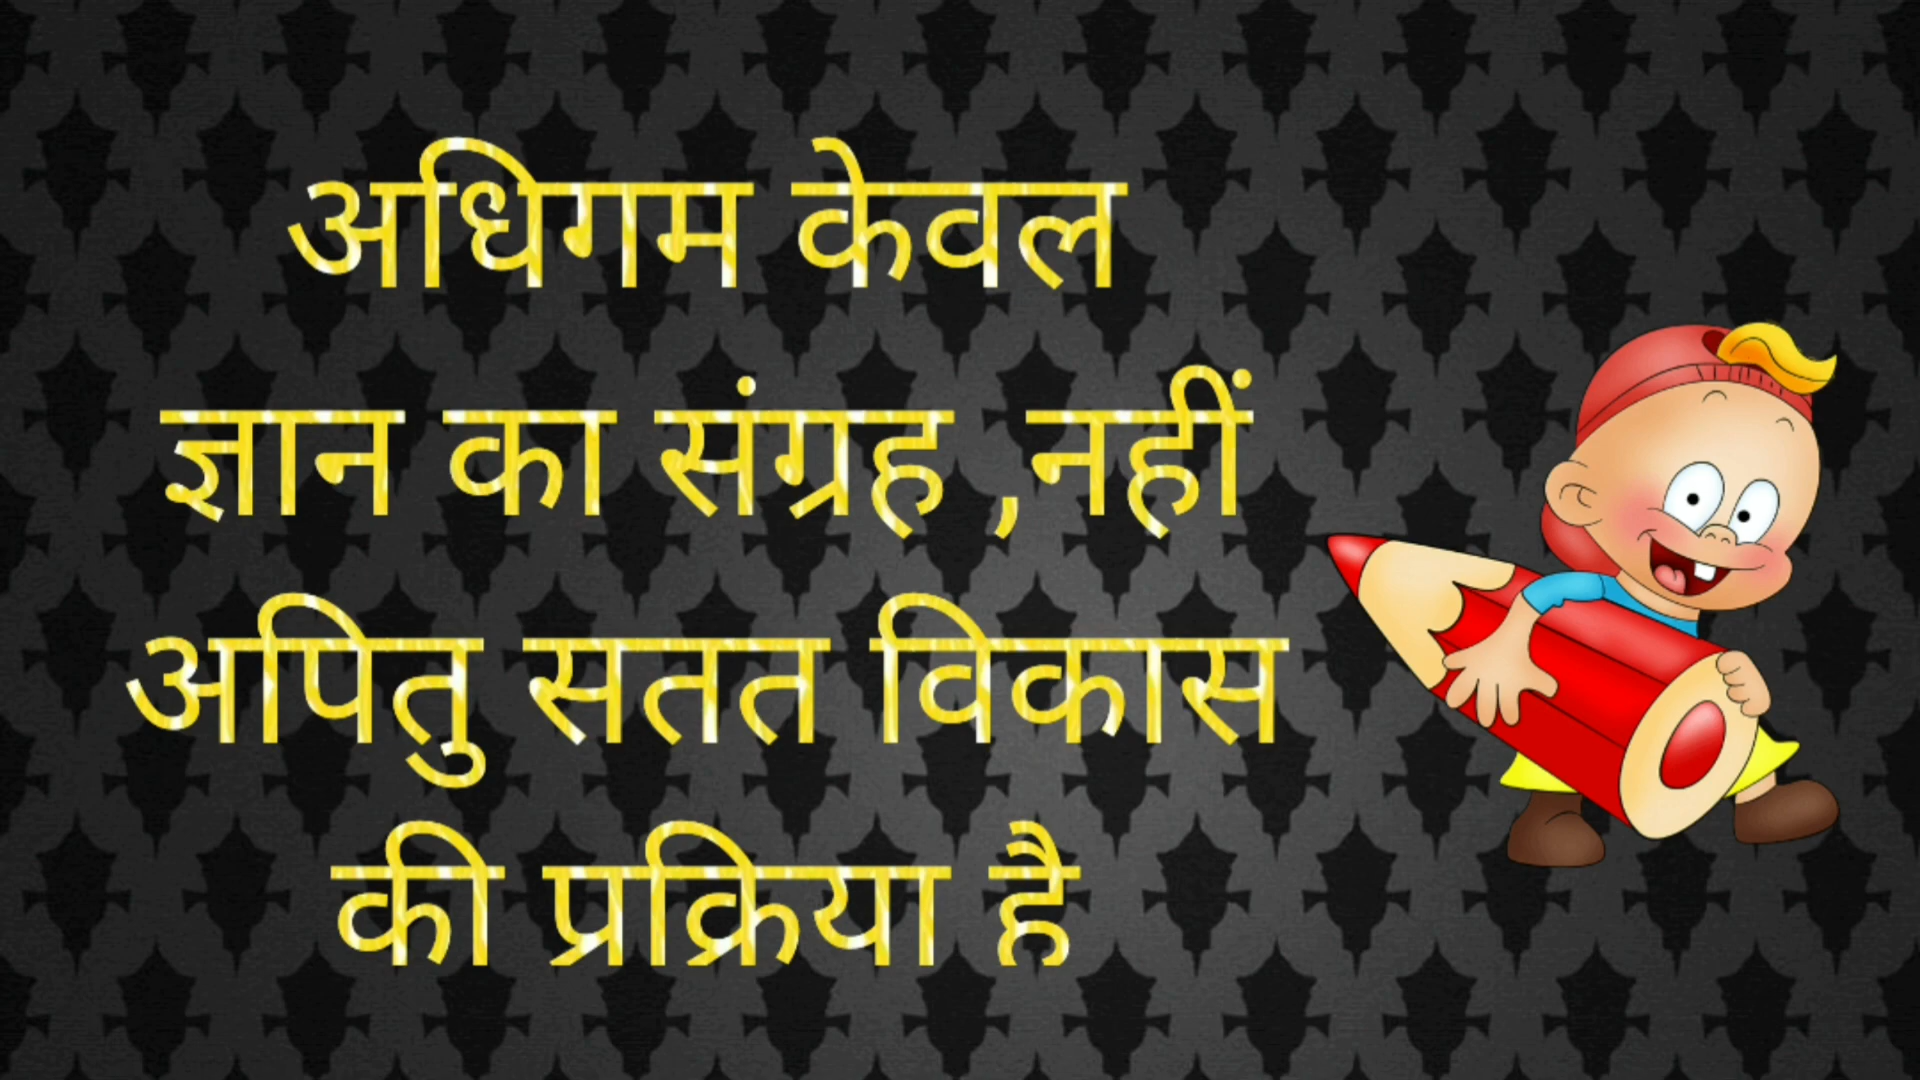 अधिगम केवल
ज्ञान का संग्रह ,नहीं
अपितु सतत विकास
की प्रक्रिया है